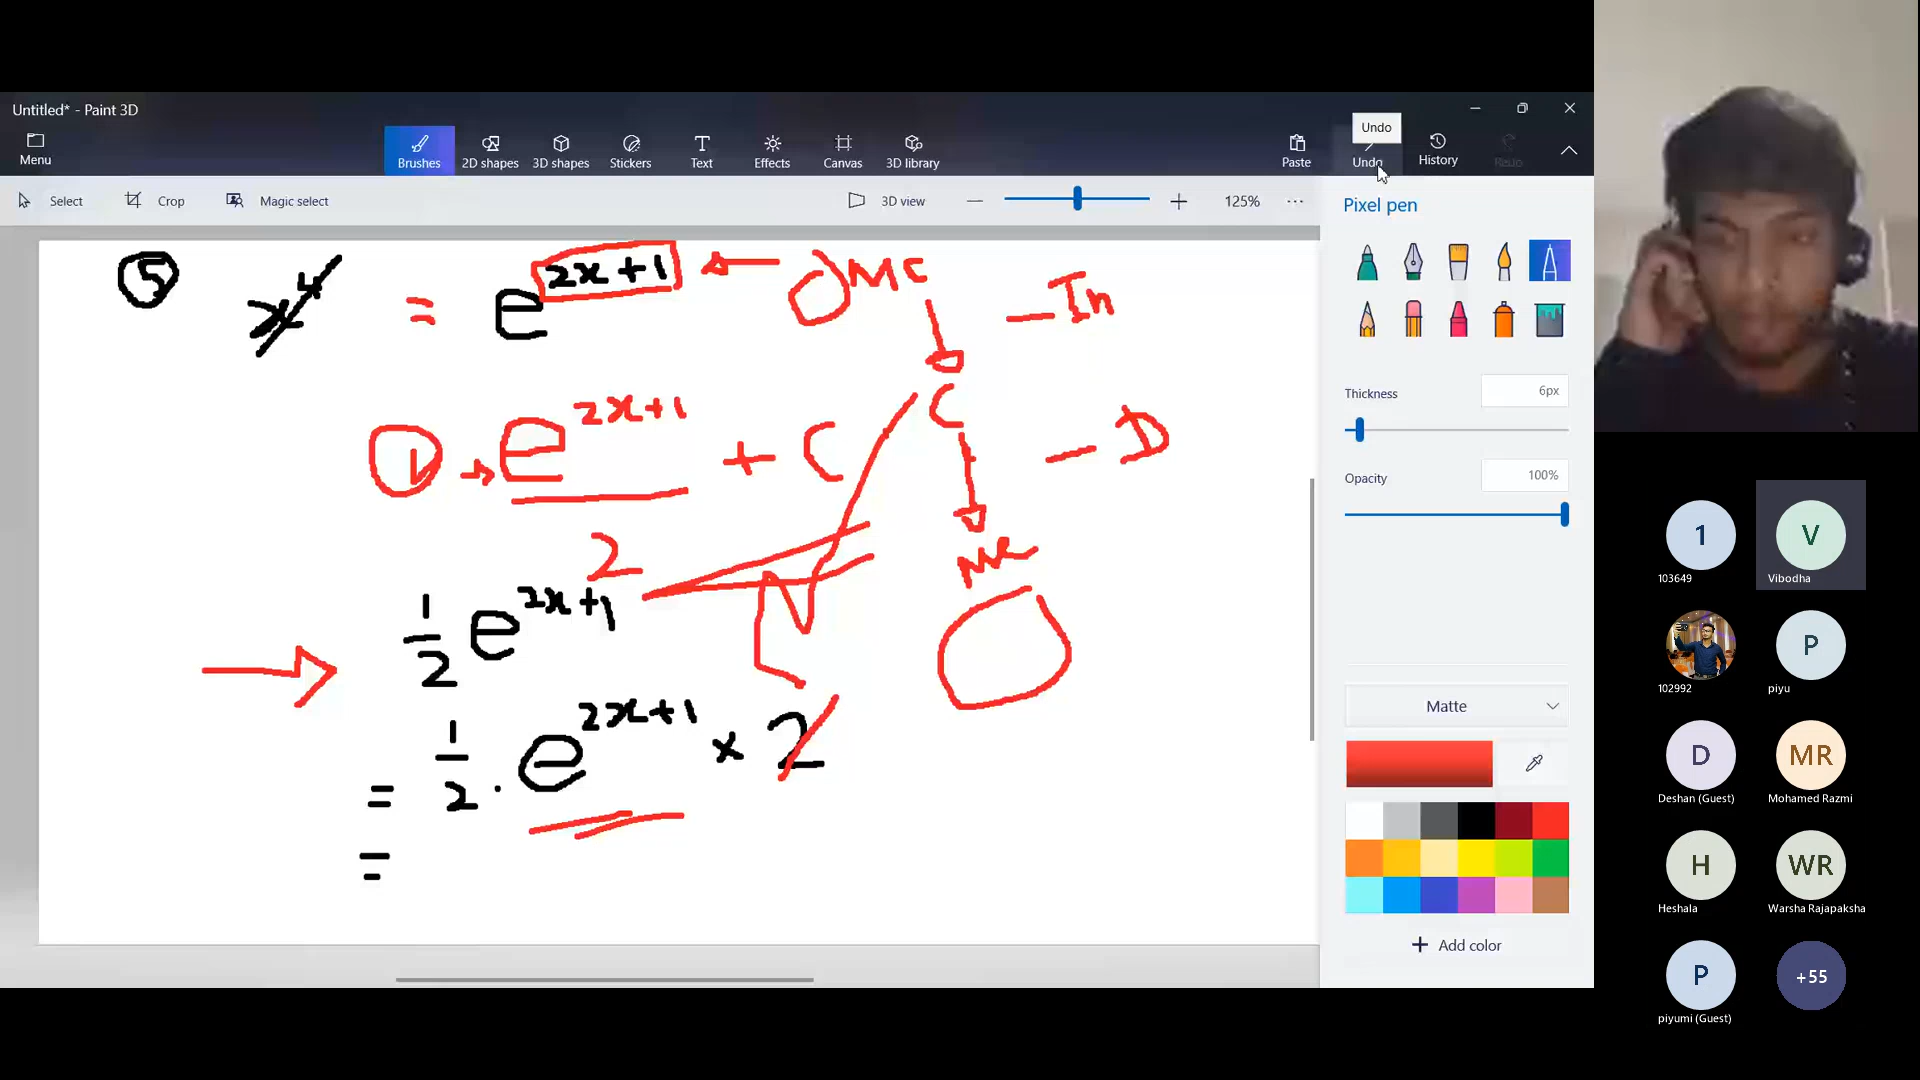 Untitled* - Paint 3D
Menu
Brushes
2D shapes
3D shapes
Stickers
Text
Effects
Canvas
3D library
Paste
Undo
Undo
History
Redo
Select
Crop
Magic select
3D view
125%
Pixel pen
Thickness
6px
Opacity
100%
Matte
Add color
⑤ x⁴ = e^(2x+1) ← MC - In
① → e^(2x+1) + C C - D
2
1/2 e^(2x+1)
= 1/2 · e^(2x+1) × 2
=
1
103649
V
Vibodha
102992
P
piyu
D
Deshan (Guest)
MR
Mohamed Razmi
H
Heshala
WR
Warsha Rajapaksha
P
piyumi (Guest)
+55